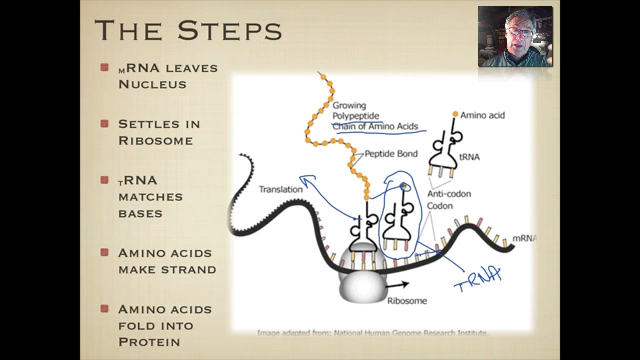 The Steps
mRNA leaves
Nucleus
Settles in
Ribosome
tRNA
matches
bases
Amino acids
make strand
Amino acids
fold into
Protein
Growing
Polypeptide
Chain of Amino Acids
Amino acid
Peptide Bond
tRNA
Translation
Anti-codon
Codon
mRNA
Ribosome
TRNA
Image adapted from: National Human Genome Research Institute.